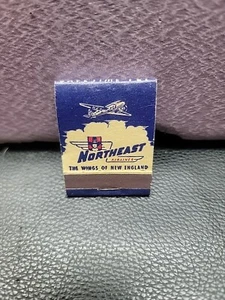 NORTHEAST
AIRLINES
THE WINGS OF NEW ENGLAND